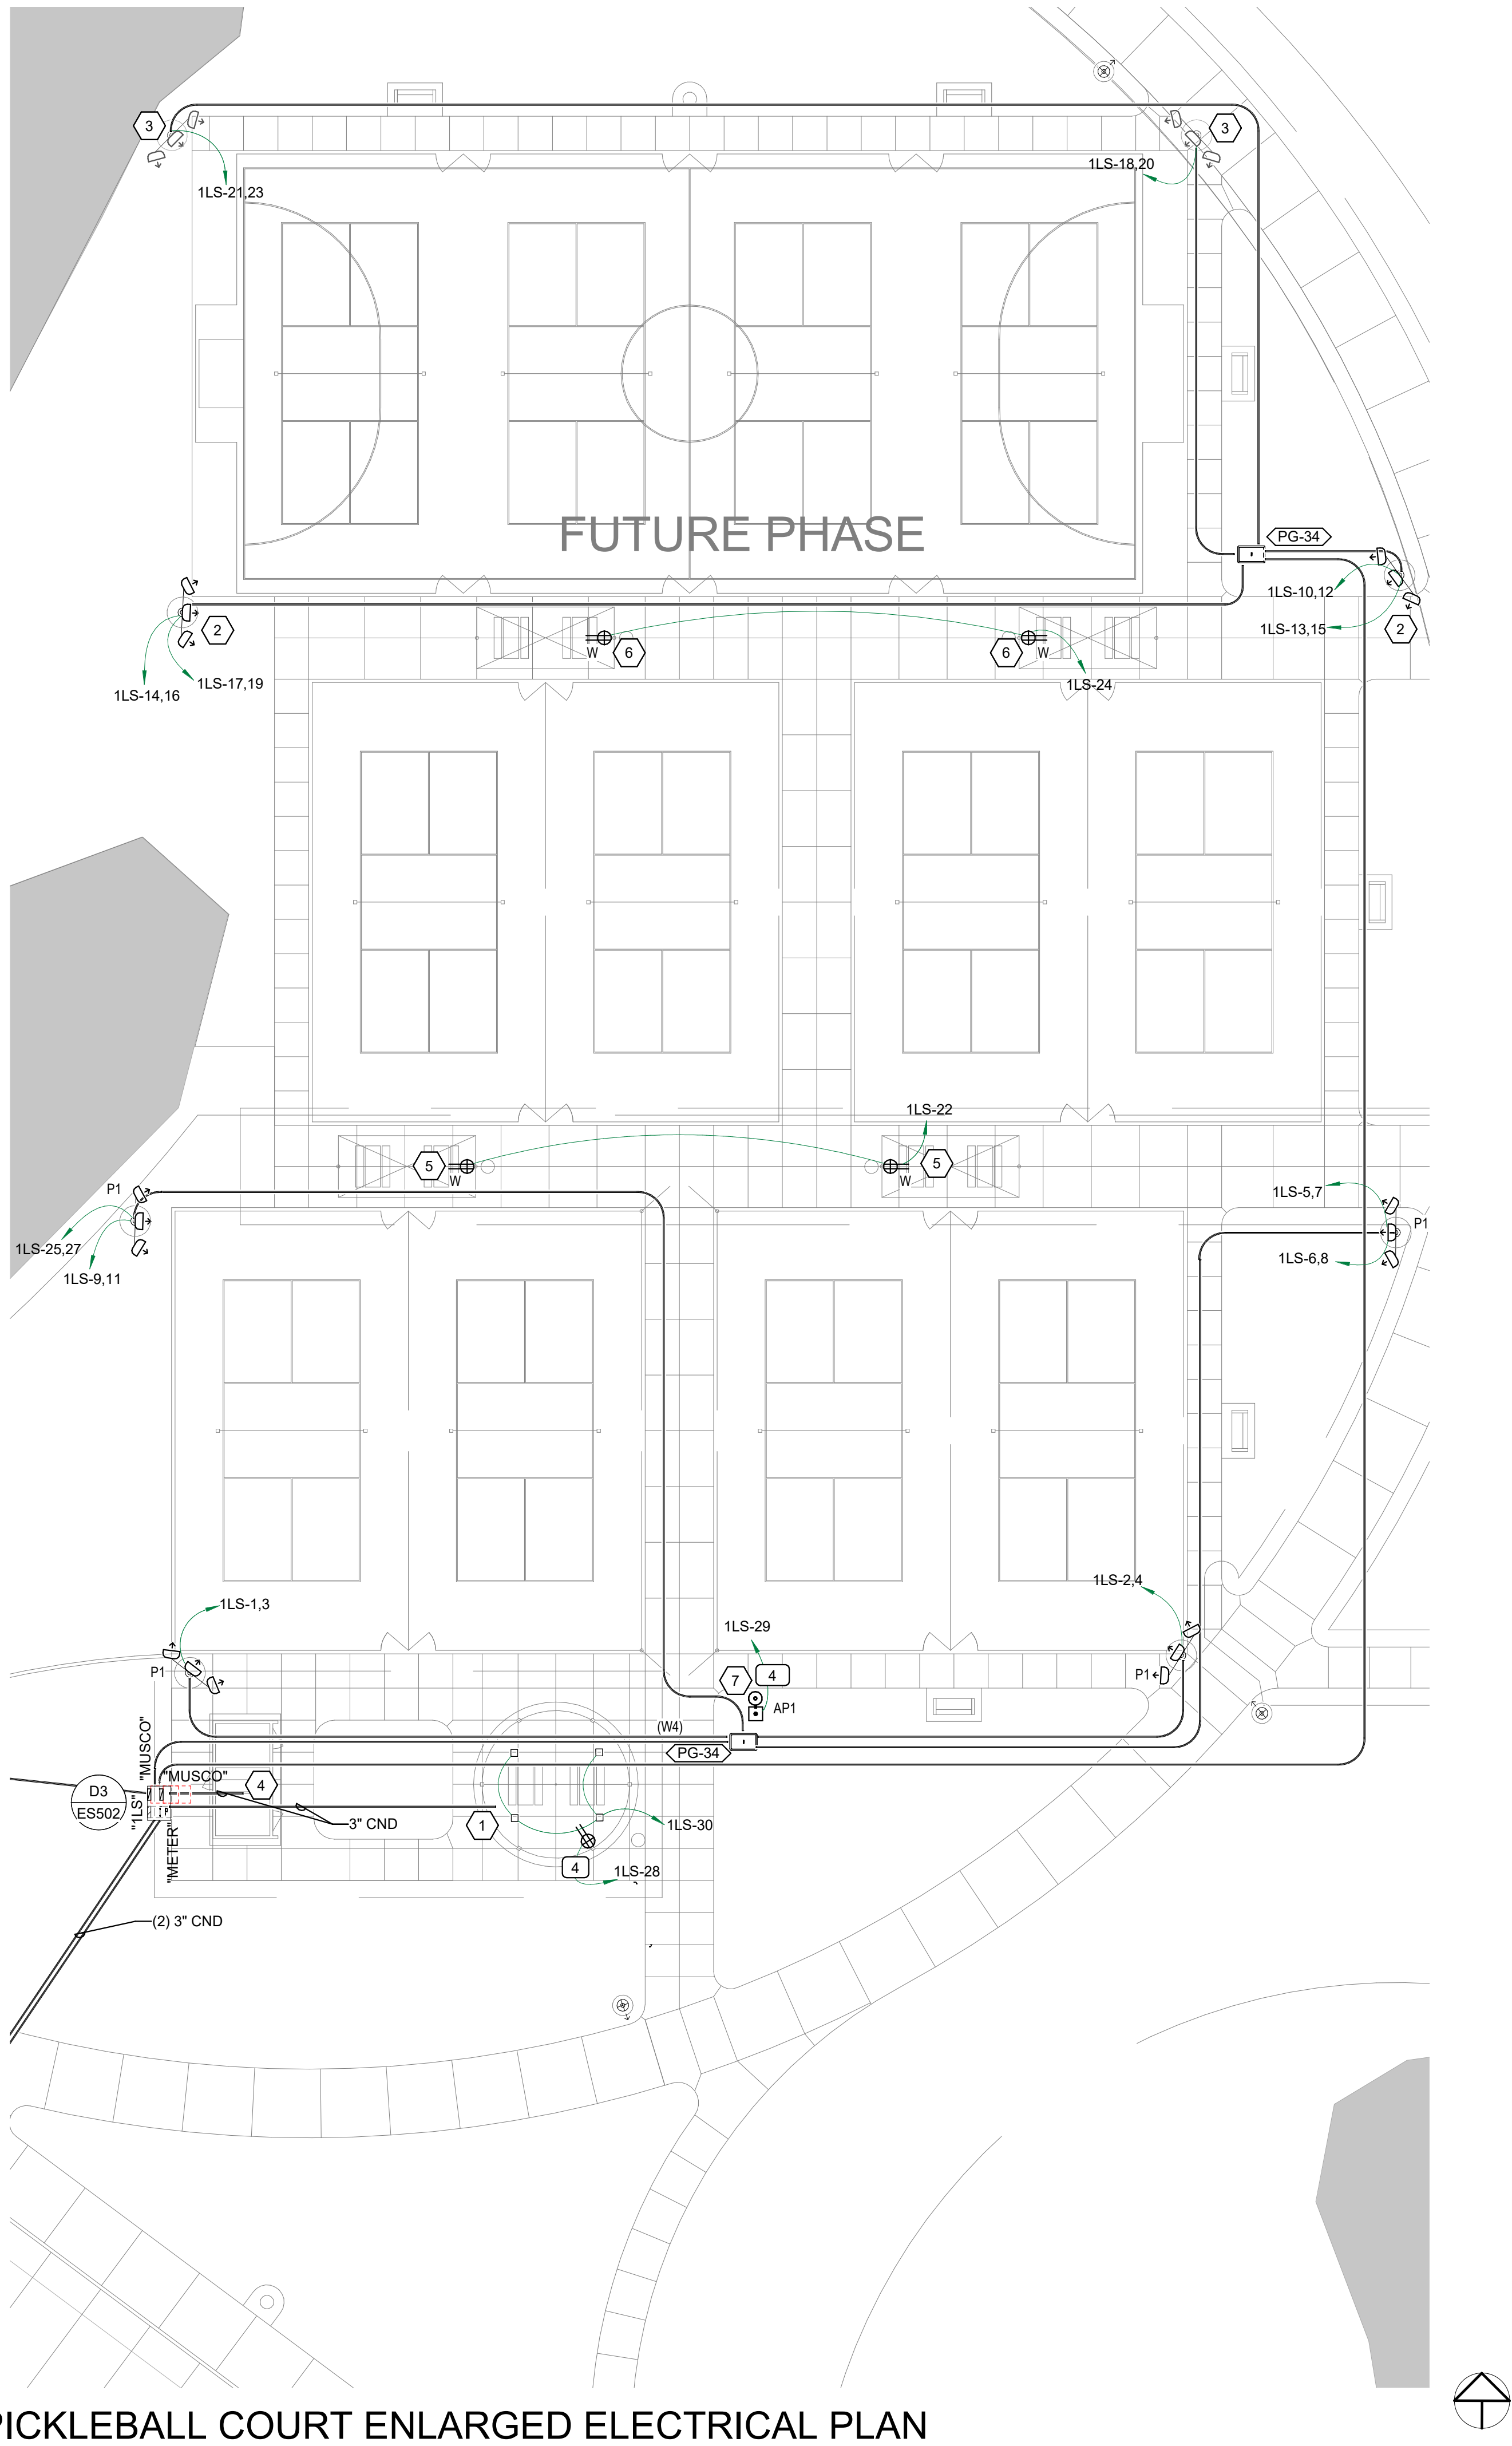 3
3
1LS-18,20
1LS-21,23
FUTURE PHASE
PG-34
1LS-10,12
1LS-13,15
2
2
6
6
W
W
1LS-24
1LS-17,19
1LS-14,16
1LS-22
5
5
W
W
P1
1LS-5,7
P1
1LS-25,27
1LS-6,8
1LS-9,11
1LS-2,4
1LS-1,3
1LS-29
P1
7
4
P1
AP1
(W4)
PG-34
"MUSCO"
"MUSCO"
4
D3
ES502
"1LS"
3" CND
1
1LS-30
"METER"
4
1LS-28
(2) 3" CND
PICKLEBALL COURT ENLARGED ELECTRICAL PLAN